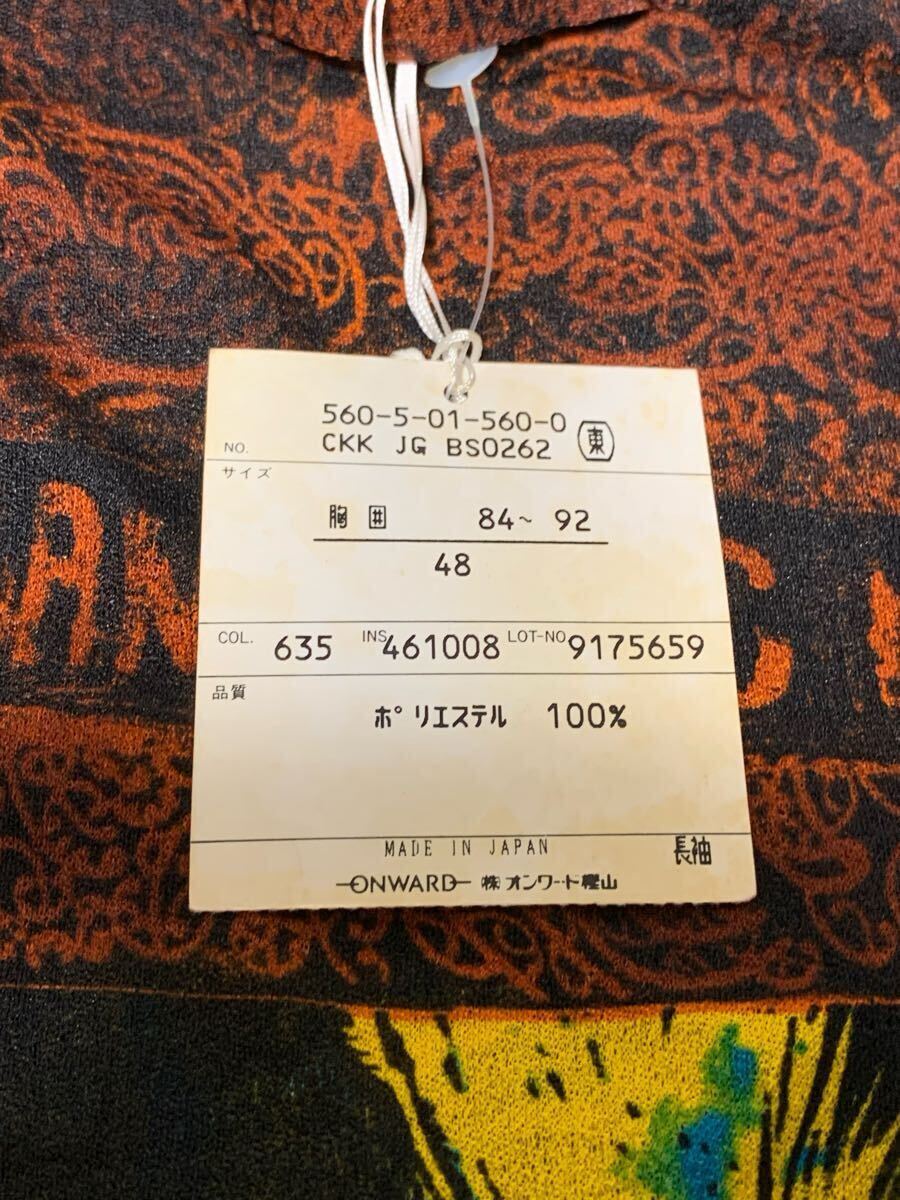 560-5-01-560-0
NO. CKK JG BS0262 東
サイズ
胸囲 84~ 92
48
AN C
COL. 635 INS 461008 LOT-NO 9175659
品質
ポリエステル 100%
MADE IN JAPAN 長袖
ONWARD ㈱オンワード樫山